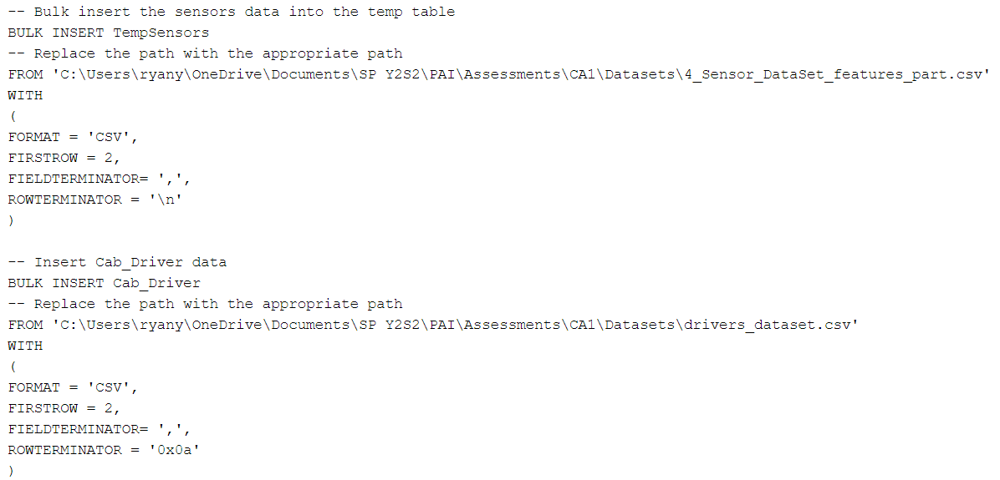 -- Bulk insert the sensors data into the temp table
BULK INSERT TempSensors
-- Replace the path with the appropriate path
FROM 'C:\Users\ryany\OneDrive\Documents\SP Y2S2\PAI\Assessments\CA1\Datasets\4_Sensor_DataSet_features_part.csv'
WITH
(
FORMAT = 'CSV',
FIRSTROW = 2,
FIELDTERMINATOR= ',',
ROWTERMINATOR = '\n'
)
-- Insert Cab_Driver data
BULK INSERT Cab_Driver
-- Replace the path with the appropriate path
FROM 'C:\Users\ryany\OneDrive\Documents\SP Y2S2\PAI\Assessments\CA1\Datasets\drivers_dataset.csv'
WITH
(
FORMAT = 'CSV',
FIRSTROW = 2,
FIELDTERMINATOR= ',',
ROWTERMINATOR = '0x0a'
)